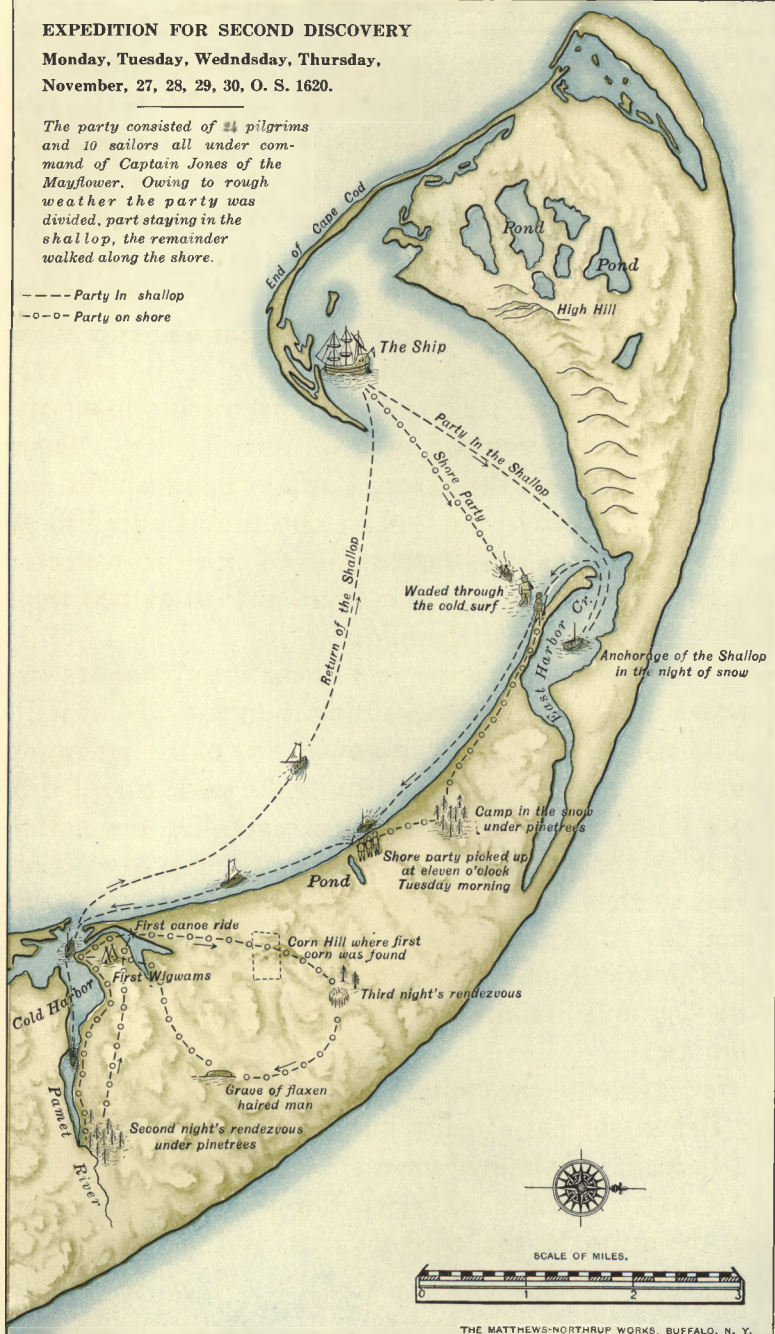 EXPEDITION FOR SECOND DISCOVERY
Monday, Tuesday, Wedndsday, Thursday,
November, 27, 28, 29, 30, O. S. 1620.
The party consisted of 24 pilgrims
and 10 sailors all under com-
mand of Captain Jones of the
Mayflower. Owing to rough
weather the party was
divided, part staying in the
shallop, the remainder
walked along the shore.
Party In shallop
Party on shore
End of Cape Cod
Pond
Pond
High Hill
The Ship
Party In the Shallop
Shore Party
Return of the Shallop
Waded through
the cold surf
East Harbor Cr.
Anchorage of the Shallop
in the night of snow
Camp in the snow
under pinetrees
Shore party picked up
at eleven o'clock
Tuesday morning
Pond
First canoe ride
Corn Hill where first
corn was found
First Wigwams
Cold Harbor
Third night's rendezvous
Grave of flaxen
haired man
Second night's rendezvous
under pinetrees
Pamet
River
SCALE OF MILES.
0 1 2 3
THE MATTHEWS-NORTHRUP WORKS, BUFFALO, N. Y.